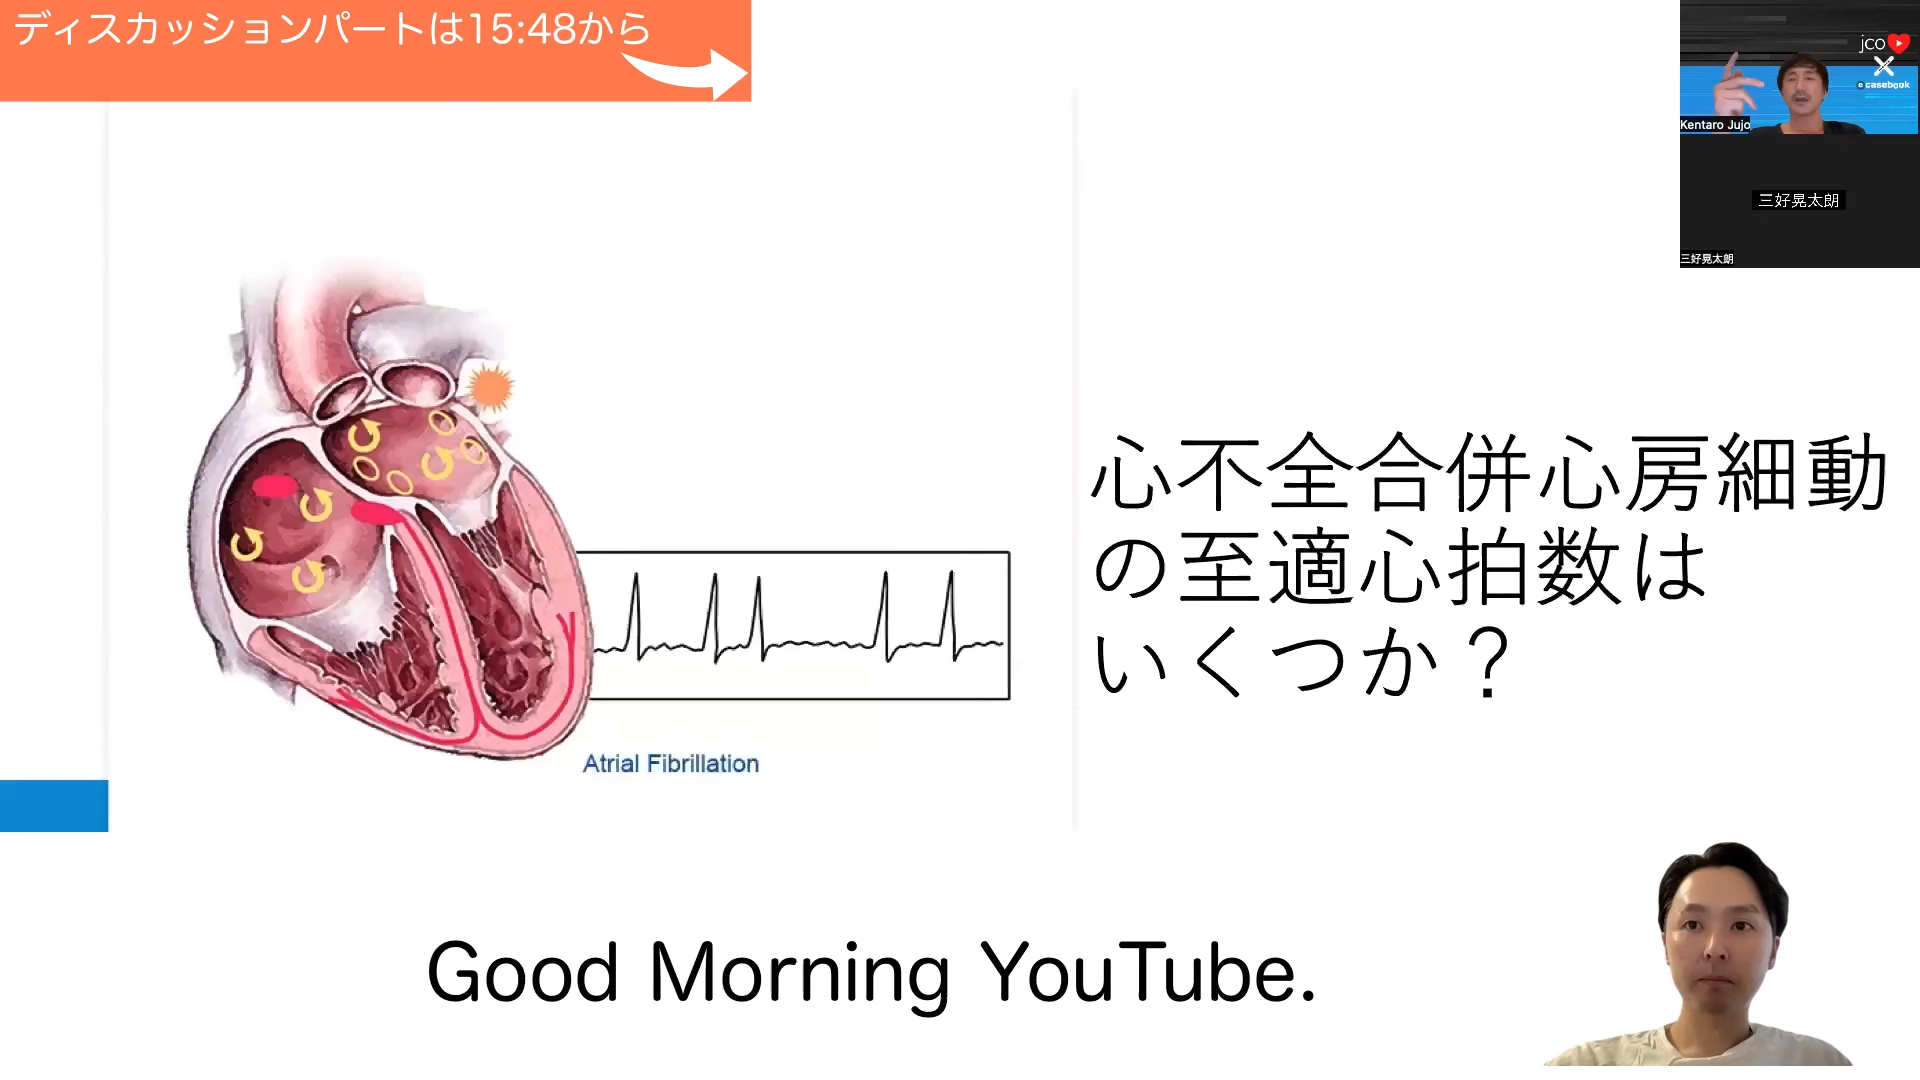 ディスカッションパートは15:48から
jco
casebook
Kentaro Jujo
三好晃太朗
三好晃太朗
心不全合併心房細動
の至適心拍数は
いくつか？
Atrial Fibrillation
Good Morning YouTube.